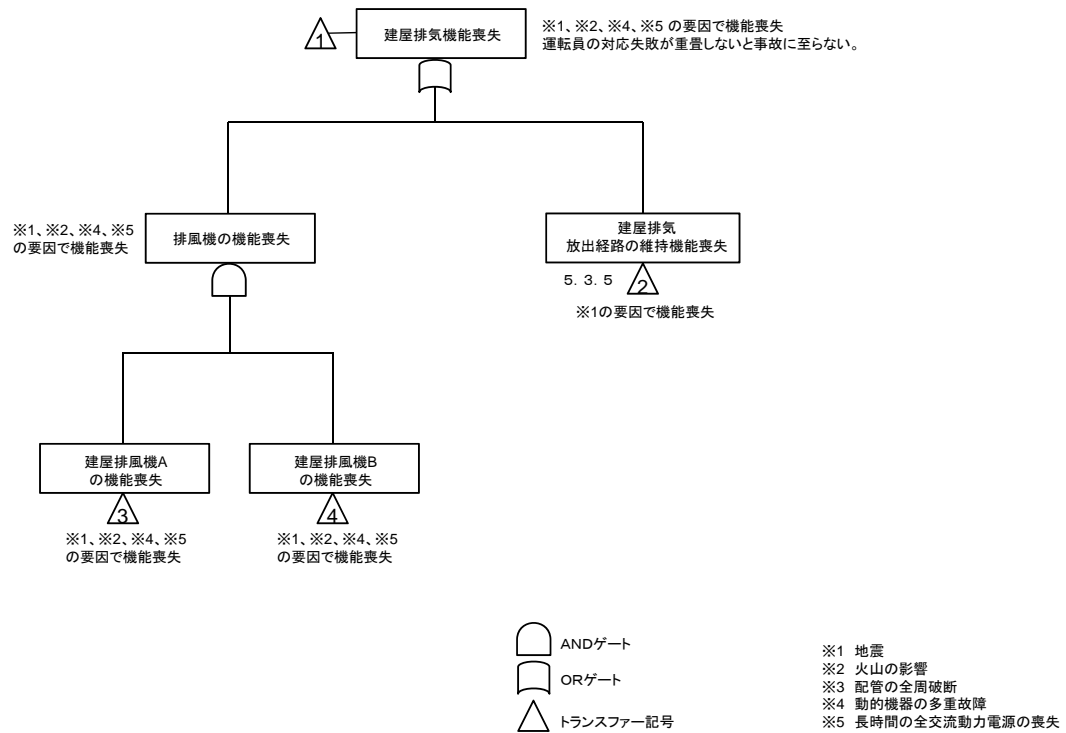 1
建屋排気機能喪失
※1、※2、※4、※5 の要因で機能喪失
運転員の対応失敗が重畳しないと事故に至らない。
※1、※2、※4、※5
の要因で機能喪失
排風機の機能喪失
建屋排気
放出経路の維持機能喪失
5. 3. 5
2
※1の要因で機能喪失
建屋排風機A
の機能喪失
3
※1、※2、※4、※5
の要因で機能喪失
建屋排風機B
の機能喪失
4
※1、※2、※4、※5
の要因で機能喪失
ANDゲート
ORゲート
トランスファー記号
※1 地震
※2 火山の影響
※3 配管の全周破断
※4 動的機器の多重故障
※5 長時間の全交流動力電源の喪失